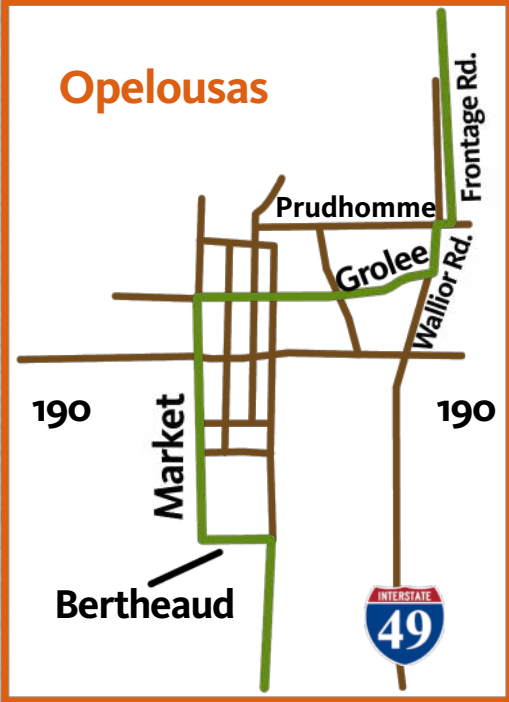 Opelousas
Frontage Rd.
Prudhomme
Grolee
Wallior Rd.
190
190
Market
Bertheaud
INTERSTATE
49